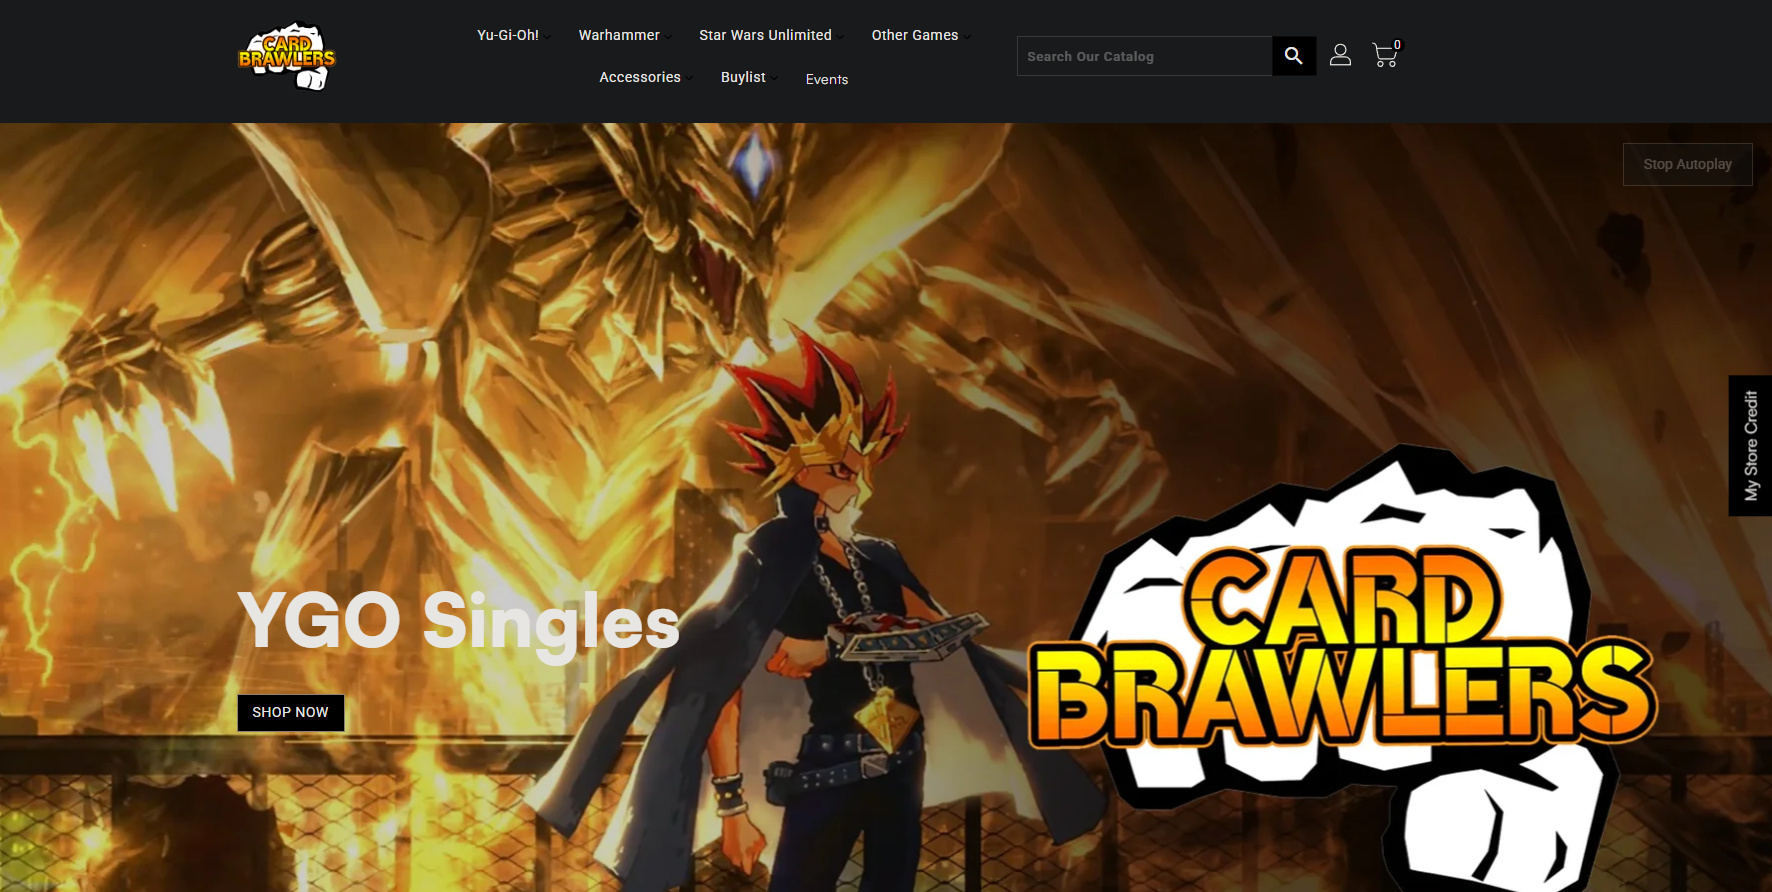 CARD
BRAWLERS
Yu-Gi-Oh!
Warhammer
Star Wars Unlimited
Other Games
Accessories
Buylist
Events
Search Our Catalog
0
Stop Autoplay
My Store Credit
YGO Singles
SHOP NOW
CARD
BRAWLERS